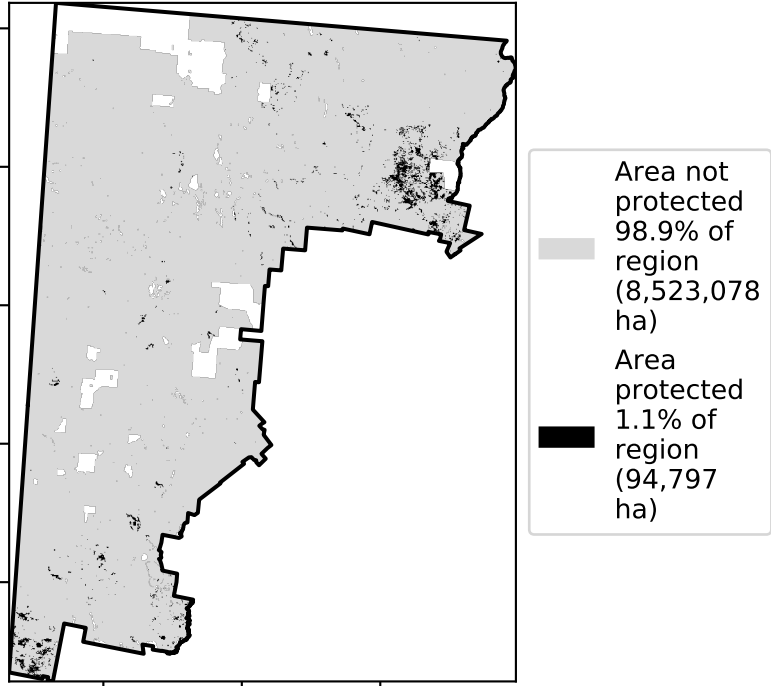 Area not
protected
98.9% of
region
(8,523,078
ha)
Area
protected
1.1% of
region
(94,797
ha)